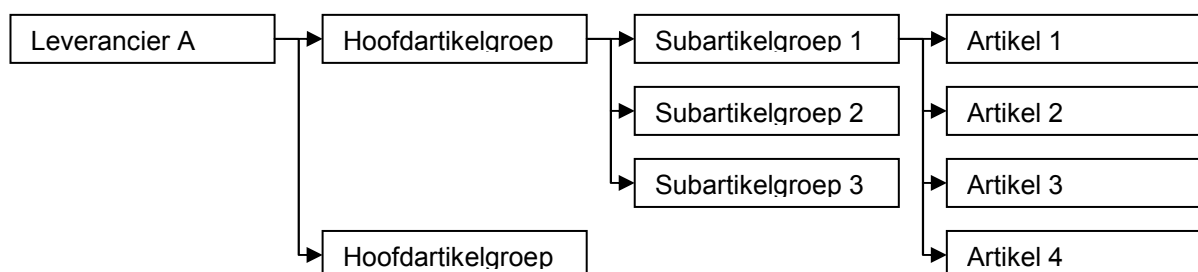 Leverancier A
Hoofdartikelgroep
Subartikelgroep 1
Artikel 1
Subartikelgroep 2
Artikel 2
Subartikelgroep 3
Artikel 3
Hoofdartikelgroep
Artikel 4